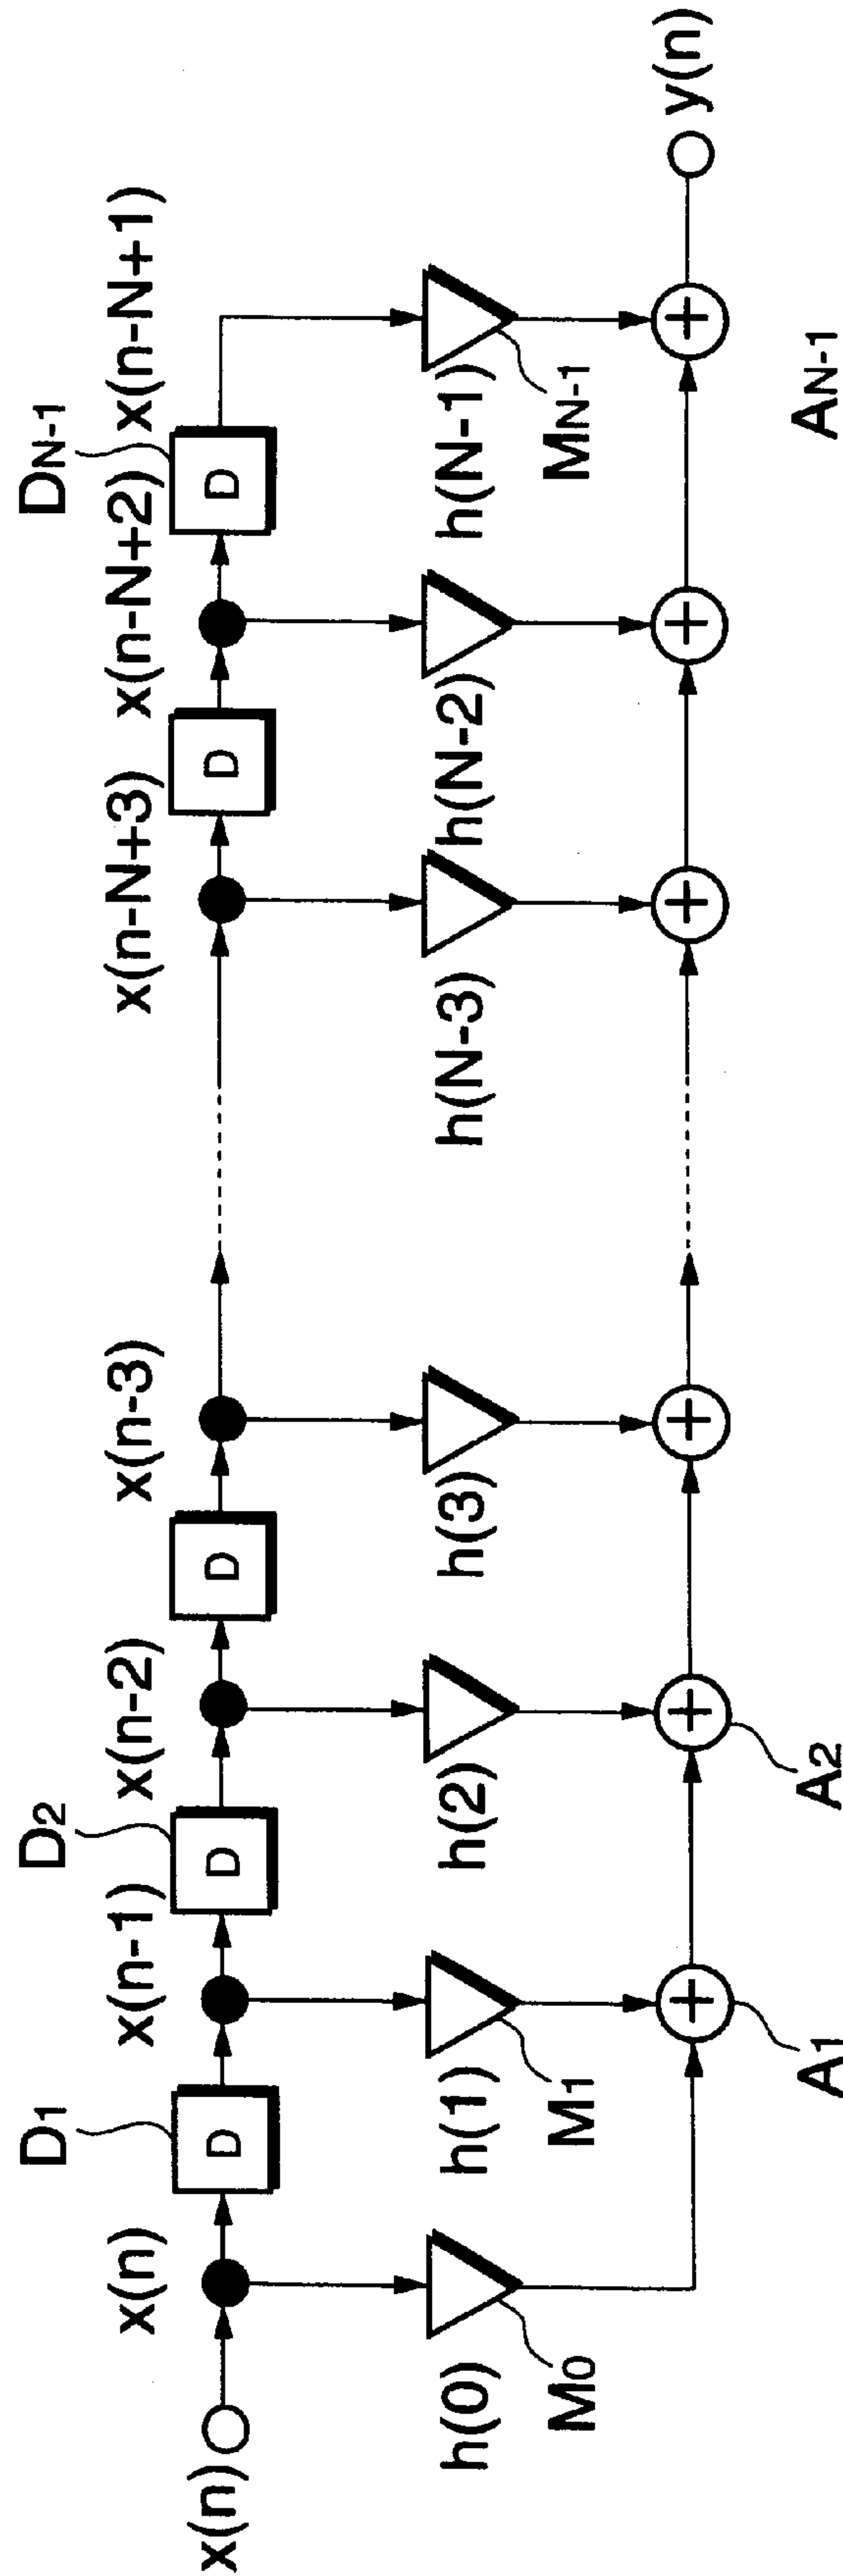 D1 D2 DN-1
x(n) x(n-1) x(n-2) x(n-3) x(n-N+3) x(n-N+2) x(n-N+1)
x(n) D D D D D
h(0) h(1) h(2) h(3) h(N-3) h(N-2) h(N-1)
M0 M1 MN-1
+ + + + + + y(n)
A1 A2 AN-1